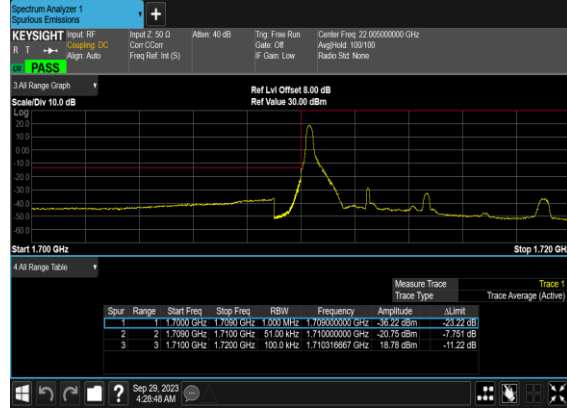 Spectrum Analyzer 1
Spurious Emissions
KEYSIGHT Input: RF Input Z: 50 Ω Atten: 40 dB Trig: Free Run Center Freq: 22.005000000 GHz
R T Coupling: DC Corr CCorr Gate: Off Avg|Hold: 100/100
Align: Auto Freq Ref: Int (S) IF Gain: Low Radio Std: None
LW PASS
3 All Range Graph
Ref Lvl Offset 8.00 dB
Scale/Div 10.0 dB Ref Value 30.00 dBm
Log
20.0
10.0
0.00
-10.0
-20.0
-30.0
-40.0
-50.0
-60.0
Start 1.700 GHz Stop 1.720 GH
4 All Range Table
Measure Trace Trace 1
Trace Type Trace Average (Active)
Spur Range Start Freq Stop Freq RBW Frequency Amplitude ΔLimit
1 1 1.7000 GHz 1.7090 GHz 1.000 MHz 1.709000000 GHz -36.22 dBm -23.22 dB
2 2 1.7090 GHz 1.7100 GHz 51.00 kHz 1.710000000 GHz -20.75 dBm -7.751 dB
3 3 1.7100 GHz 1.7200 GHz 100.0 kHz 1.710316667 GHz 18.78 dBm -11.22 dB
Sep 29, 2023
4:28:48 AM